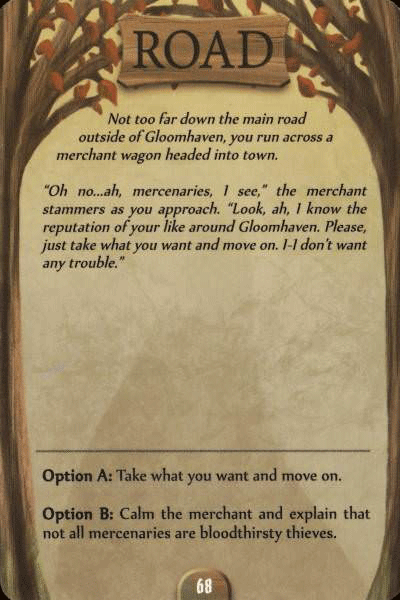 ROAD
Not too far down the main road
outside of Gloomhaven, you run across a
merchant wagon headed into town.
“Oh no...ah, mercenaries, I see,” the merchant
stammers as you approach. “Look, ah, I know the
reputation of your like around Gloomhaven. Please,
just take what you want and move on. I-I don’t want
any trouble.”
Option A: Take what you want and move on.
Option B: Calm the merchant and explain that
not all mercenaries are bloodthirsty thieves.
68